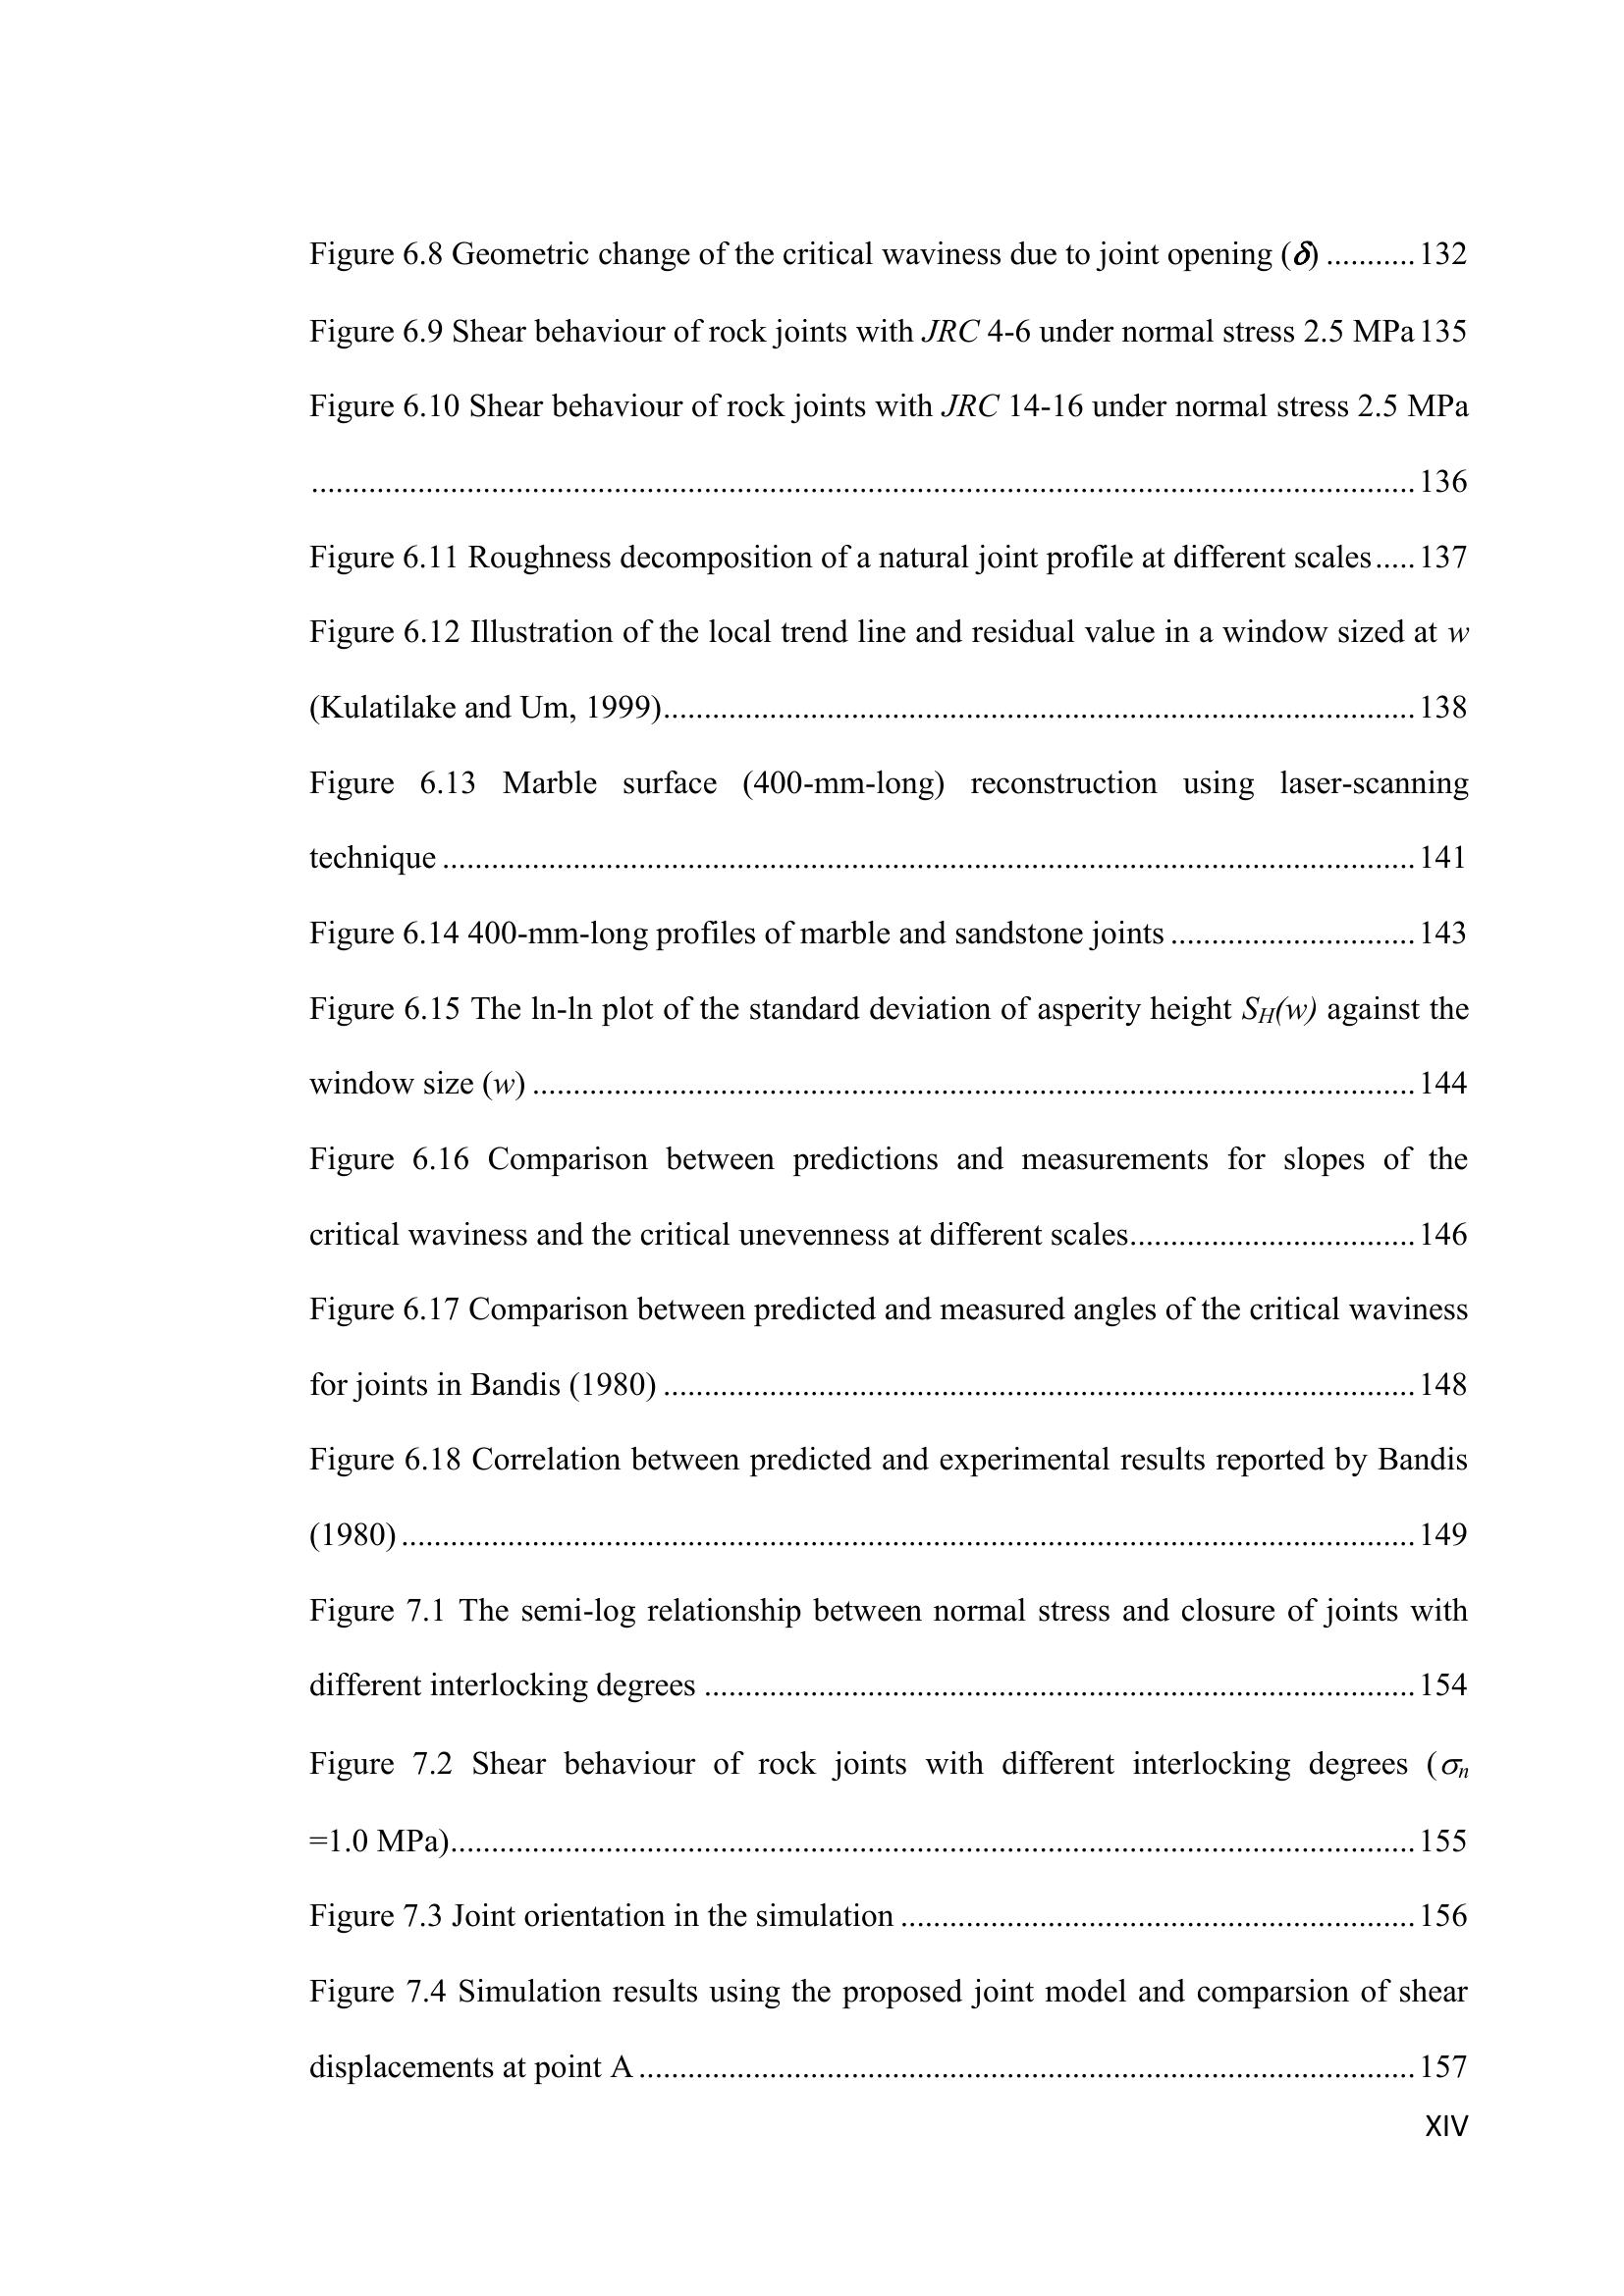 Figure 6.8 Geometric change of the critical waviness due to joint opening (δ) ...........132
Figure 6.9 Shear behaviour of rock joints with JRC 4-6 under normal stress 2.5 MPa 135
Figure 6.10 Shear behaviour of rock joints with JRC 14-16 under normal stress 2.5 MPa
.......................................................................................................................................136
Figure 6.11 Roughness decomposition of a natural joint profile at different scales.....137
Figure 6.12 Illustration of the local trend line and residual value in a window sized at w
(Kulatilake and Um, 1999)............................................................................................138
Figure 6.13 Marble surface (400-mm-long) reconstruction using laser-scanning
technique .......................................................................................................................141
Figure 6.14 400-mm-long profiles of marble and sandstone joints ..............................143
Figure 6.15 The ln-ln plot of the standard deviation of asperity height S_H(w) against the
window size (w) ............................................................................................................144
Figure 6.16 Comparison between predictions and measurements for slopes of the
critical waviness and the critical unevenness at different scales...................................146
Figure 6.17 Comparison between predicted and measured angles of the critical waviness
for joints in Bandis (1980) ............................................................................................148
Figure 6.18 Correlation between predicted and experimental results reported by Bandis
(1980) ............................................................................................................................149
Figure 7.1 The semi-log relationship between normal stress and closure of joints with
different interlocking degrees .......................................................................................154
Figure 7.2 Shear behaviour of rock joints with different interlocking degrees (σ_n
=1.0 MPa)......................................................................................................................155
Figure 7.3 Joint orientation in the simulation ...............................................................156
Figure 7.4 Simulation results using the proposed joint model and comparsion of shear
displacements at point A ...............................................................................................157
XIV